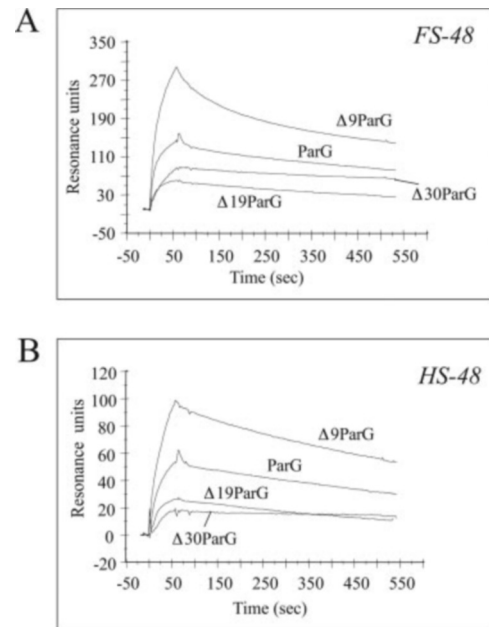 A
FS-48
Resonance units
350
270
190
110
30
-50
Δ9ParG
ParG
Δ30ParG
Δ19ParG
-50 50 150 250 350 450 550
Time (sec)
B
HS-48
Resonance units
120
100
80
60
40
20
0
-20
Δ9ParG
ParG
Δ19ParG
Δ30ParG
-50 50 150 250 350 450 550
Time (sec)